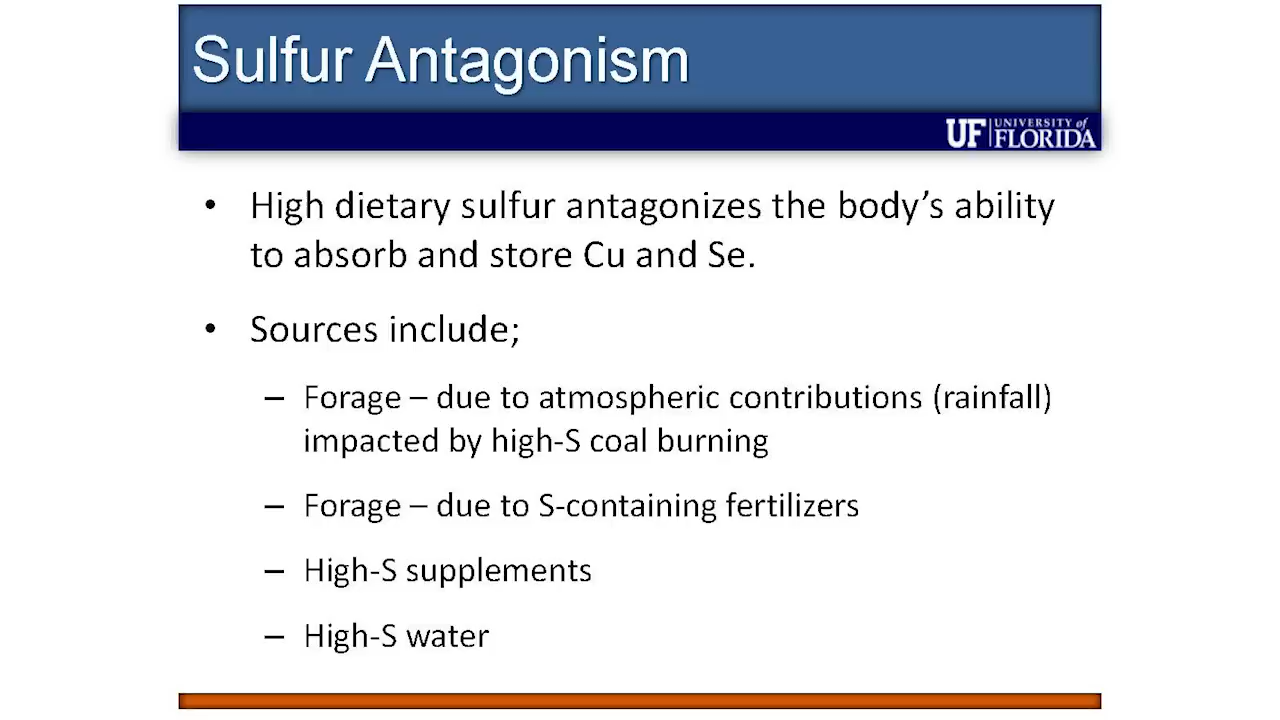 Sulfur Antagonism
UF UNIVERSITY of
FLORIDA
• High dietary sulfur antagonizes the body’s ability
to absorb and store Cu and Se.
• Sources include;
– Forage – due to atmospheric contributions (rainfall)
impacted by high-S coal burning
– Forage – due to S-containing fertilizers
– High-S supplements
– High-S water